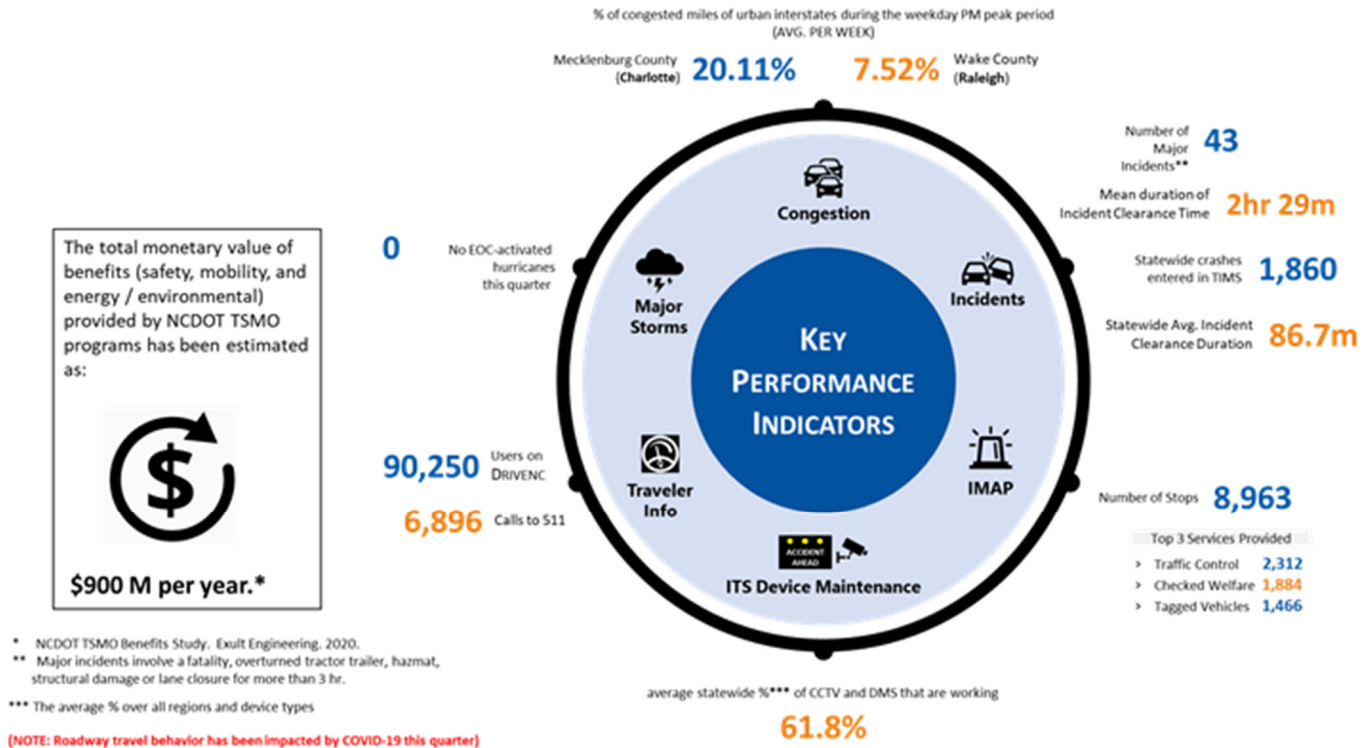 % of congested miles of urban interstates during the weekday PM peak period
(AVG. PER WEEK)
Mecklenburg County
(Charlotte)
20.11%
7.52%
Wake County
(Raleigh)
Number of
Major
Incidents**
43
Mean duration of
Incident Clearance Time
2hr 29m
Statewide crashes
entered in TIMS
1,860
Statewide Avg. Incident
Clearance Duration
86.7m
Congestion
Incidents
Major
Storms
KEY
PERFORMANCE
INDICATORS
0
No EOC-activated
hurricanes
this quarter
The total monetary value of
benefits (safety, mobility, and
energy / environmental)
provided by NCDOT TSMO
programs has been estimated
as:
$
$900 M per year.*
90,250
Users on
DRIVENC
6,896
Calls to 511
Traveler
Info
IMAP
ACCIDENT
AHEAD
ITS Device Maintenance
Number of Stops
8,963
Top 3 Services Provided
> Traffic Control 2,312
> Checked Welfare 1,884
> Tagged Vehicles 1,466
* NCDOT TSMO Benefits Study. Exult Engineering. 2020.
** Major incidents involve a fatality, overturned tractor trailer, hazmat,
structural damage or lane closure for more than 3 hr.
*** The average % over all regions and device types
(NOTE: Roadway travel behavior has been impacted by COVID-19 this quarter)
average statewide %*** of CCTV and DMS that are working
61.8%